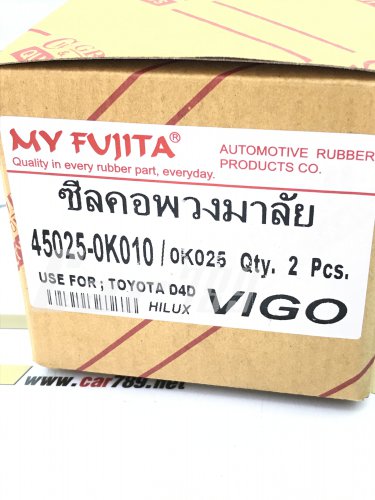 MY FUJITA®
AUTOMOTIVE RUBBER
PRODUCTS CO.
Quality in every rubber part, everyday.
ซีลคอพวงมาลัย
45025-0K010 / 0K025 Qty. 2 Pcs.
USE FOR ; TOYOTA D4D
HILUX VIGO
www.car789.net